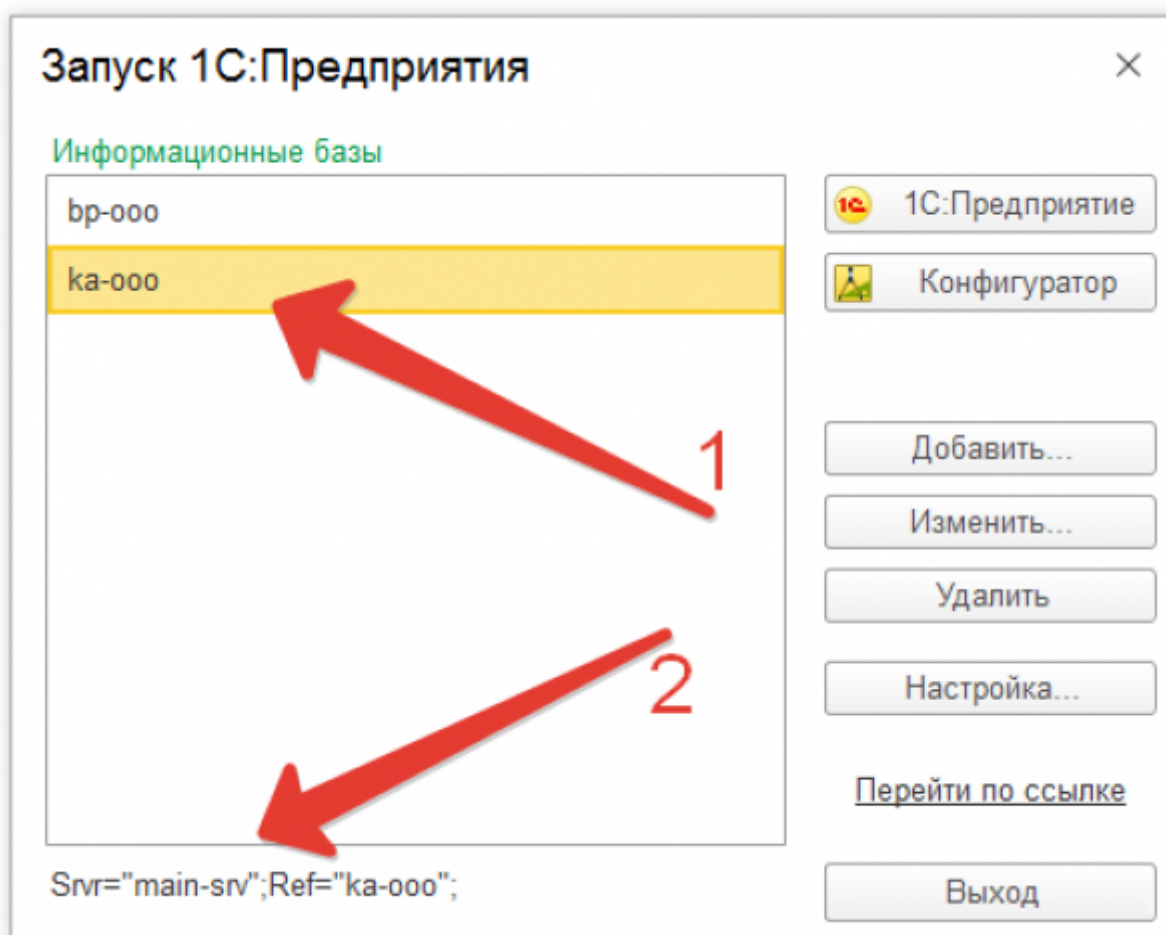 Запуск 1С:Предприятия
Информационные базы
bp-ooo
ka-ooo
1С:Предприятие
Конфигуратор
1
Добавить...
Изменить...
Удалить
2
Настройка...
Перейти по ссылке
Srvr="main-srv";Ref="ka-ooo";
Выход